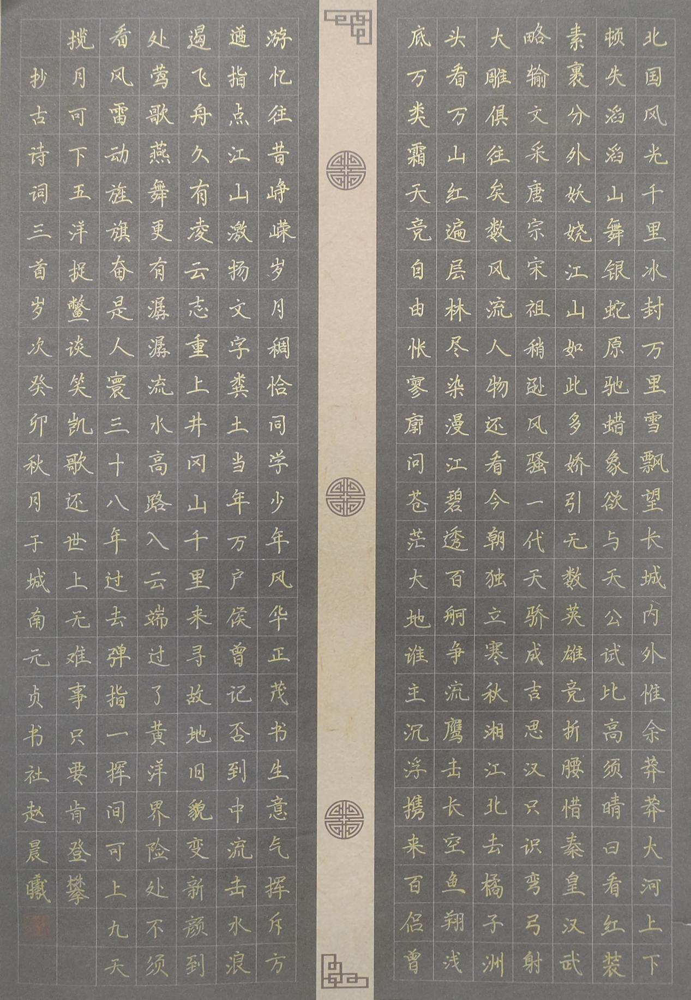 北国风光千里冰封万里雪飘望长城内外惟余莽莽大河上下
顿失滔滔山舞银蛇原驰蜡象欲与天公试比高须晴日看红装
素裹分外妖娆江山如此多娇引无数英雄竞折腰惜秦皇汉武
略输文采唐宗宋祖稍逊风骚一代天骄成吉思汉只识弯弓射
大雕俱往矣数风流人物还看今朝独立寒秋湘江北去橘子洲
头看万山红遍层林尽染漫江碧透百舸争流鹰击长空鱼翔浅
底万类霜天竞自由怅寥廓问苍茫大地谁主沉浮携来百侣曾
游忆往昔峥嵘岁月稠恰同学少年风华正茂书生意气挥斥方
遒指点江山激扬文字粪土当年万户侯曾记否到中流击水浪
遏飞舟久有凌云志重上井冈山千里来寻故地旧貌变新颜到
处莺歌燕舞更有潺潺流水高路入云端过了黄洋界险处不须
看风雷动旌旗奋是人寰三十八年过去弹指一挥间可上九天
揽月可下五洋捉鳖谈笑凯歌还世上无难事只要肯登攀
抄古诗词三首岁次癸卯秋月于城南元贞书社赵晨曦